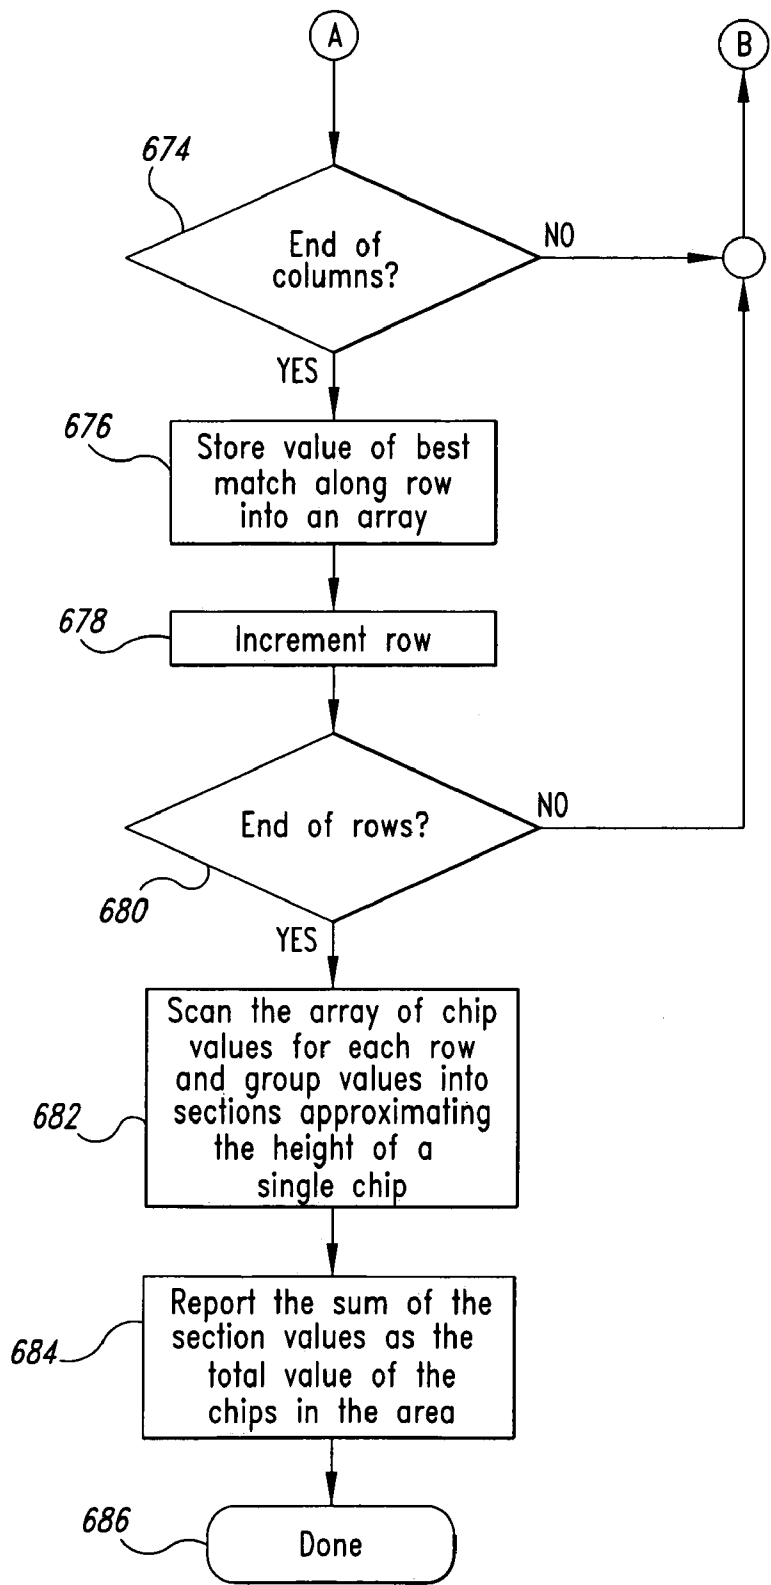 A
B
674
End of
columns?
NO
YES
676
Store value of best
match along row
into an array
678
Increment row
End of rows?
NO
680
YES
Scan the array of chip
values for each row
and group values into
sections approximating
the height of a
single chip
682
Report the sum of the
section values as the
total value of the
chips in the area
684
686
Done